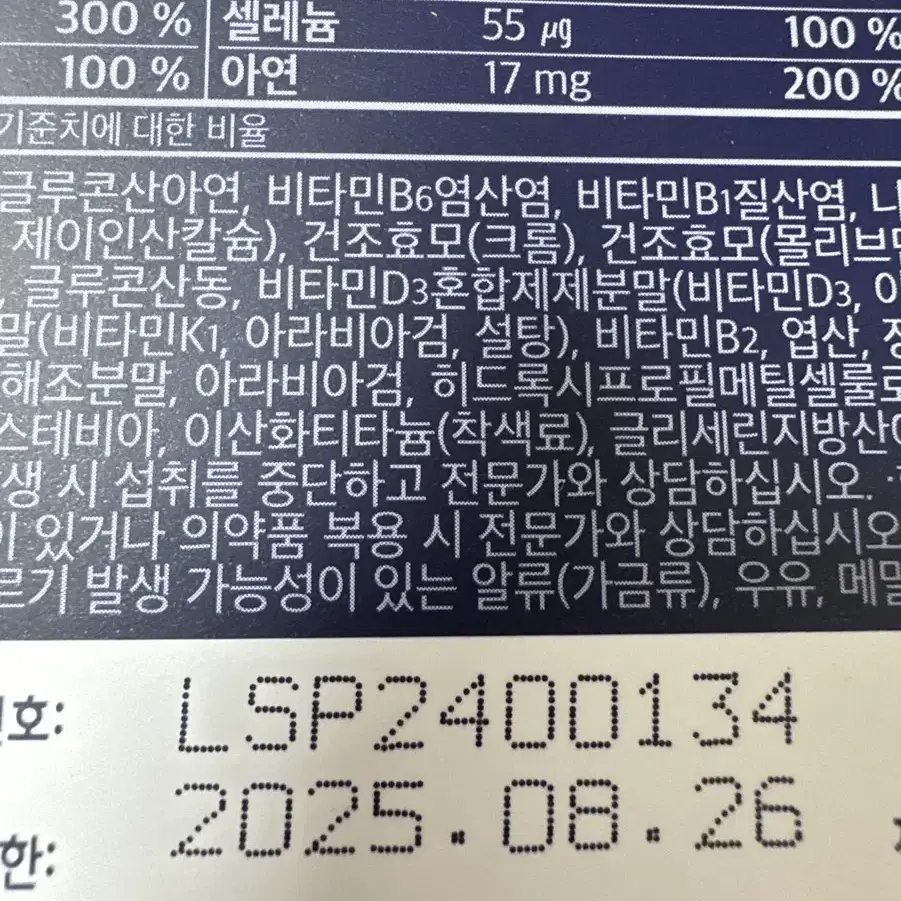 300 % 셀레늄 55 ㎍ 100 %
100 % 아연 17 mg 200 %
기준치에 대한 비율
글루콘산아연, 비타민B6염산염, 비타민B1질산염,
제이인산칼슘), 건조효모(크롬), 건조효모(몰리브
, 글루콘산동, 비타민D3혼합제제분말(비타민D3,
말(비타민K1, 아라비아검, 설탕), 비타민B2, 엽산,
해조분말, 아라비아검, 히드록시프로필메틸셀룰로
스테비아, 이산화티타늄(착색료), 글리세린지방산
생 시 섭취를 중단하고 전문가와 상담하십시오. ·
이 있거나 의약품 복용 시 전문가와 상담하십시오
르기 발생 가능성이 있는 알류(가금류), 우유, 메밀
호: LSP2400134
한: 2025.08.26